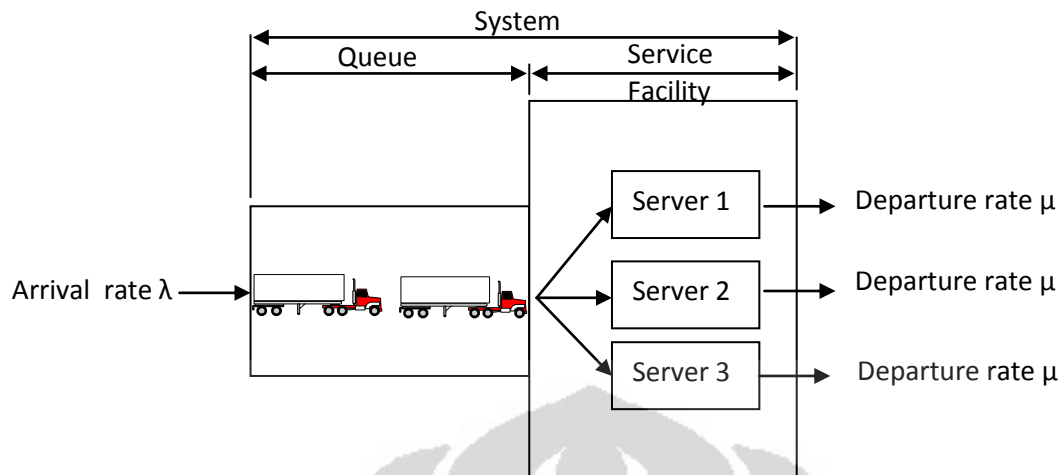 System
Queue
Service
Facility
Server 1
Departure rate μ
Arrival rate λ
Server 2
Departure rate μ
Server 3
Departure rate μ